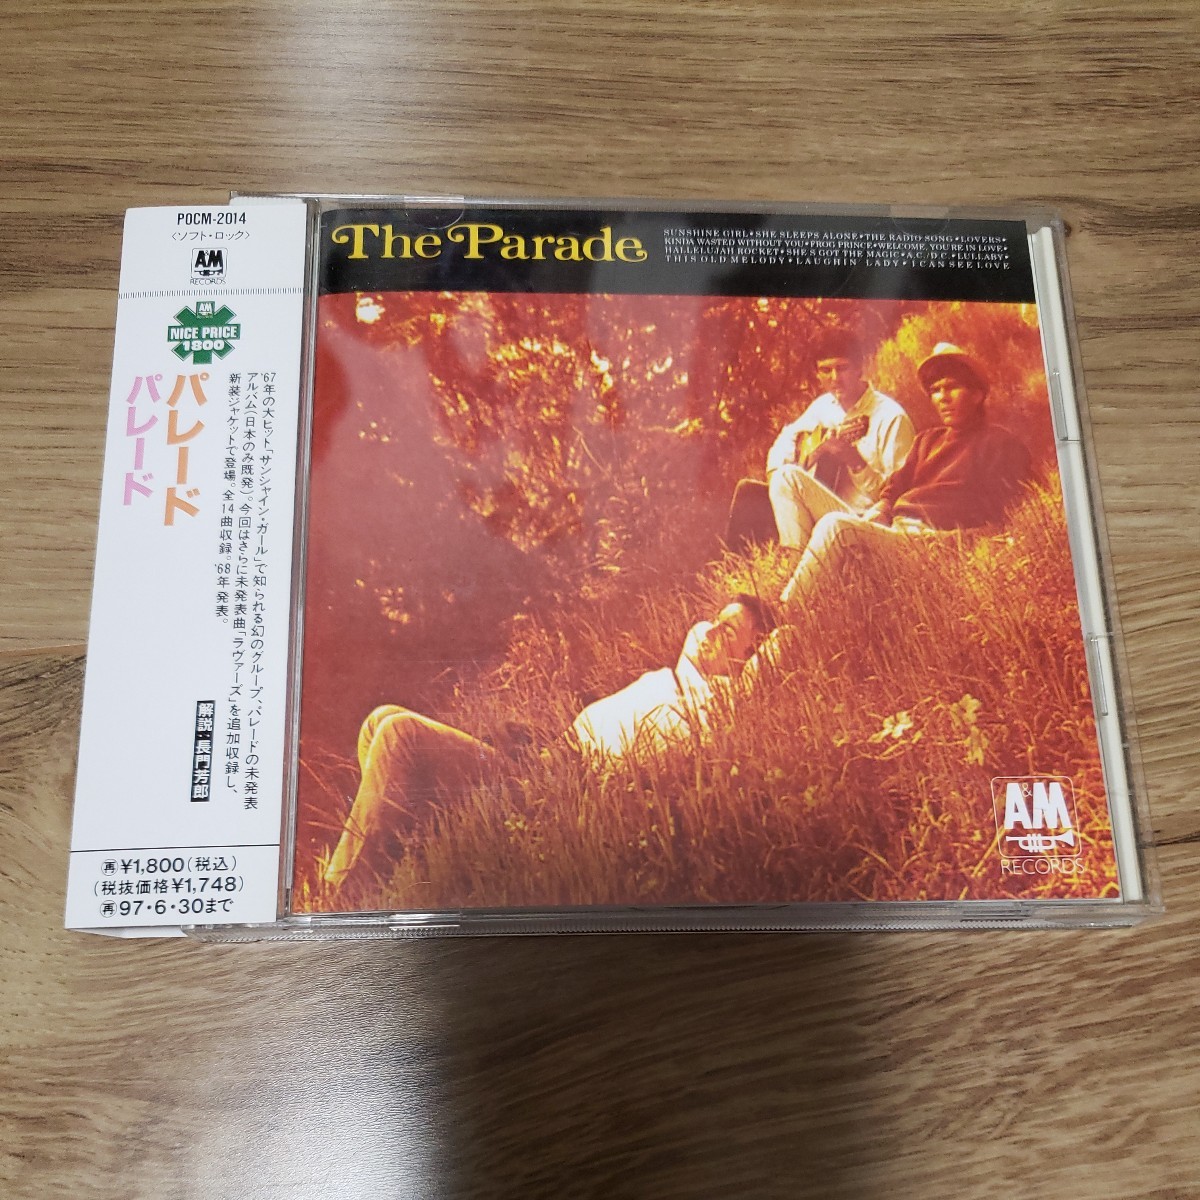 POCM-2014
〈ソフト・ロック〉
A&M
RECORDS
A&M
NICE PRICE
1800
パレード
パレード
'67年の大ヒット「サンシャイン・ガール」で知られる幻のグループ、パレードの未発表
アルバム(日本のみ既発)。今回はさらに未発表曲「ラヴァーズ」を追加収録し、
新装ジャケットで登場。全14曲収録。'68年発表。
解説:長門芳郎
再¥1,800(税込)
(税抜価格¥1,748)
再97・6・30まで
The Parade
SUNSHINE GIRL•SHE SLEEPS ALONE•THE RADIO SONG•LOVERS•
KINDA WASTED WITHOUT YOU•FROG PRINCE•WELCOME, YOU'RE IN LOVE•
HALLELUJAH ROCKET•SHE'S GOT THE MAGIC•A.C./D.C.•LULLABY•
THIS OLD MELODY•LAUGHIN' LADY•I CAN SEE LOVE
A&M
RECORDS